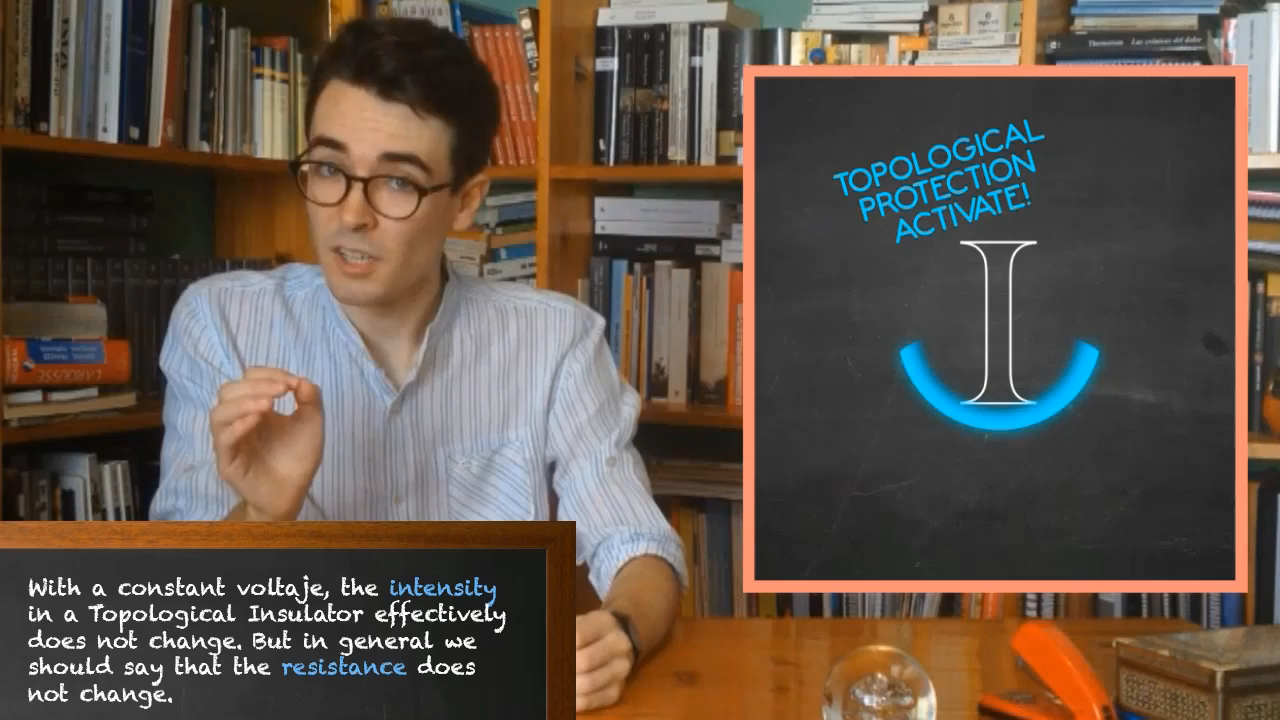 TOPOLOGICAL
PROTECTION
ACTIVATE!
I
LAROUSSE
With a constant voltaje, the intensity
in a Topological Insulator effectively
does not change. But in general we
should say that the resistance does
not change.